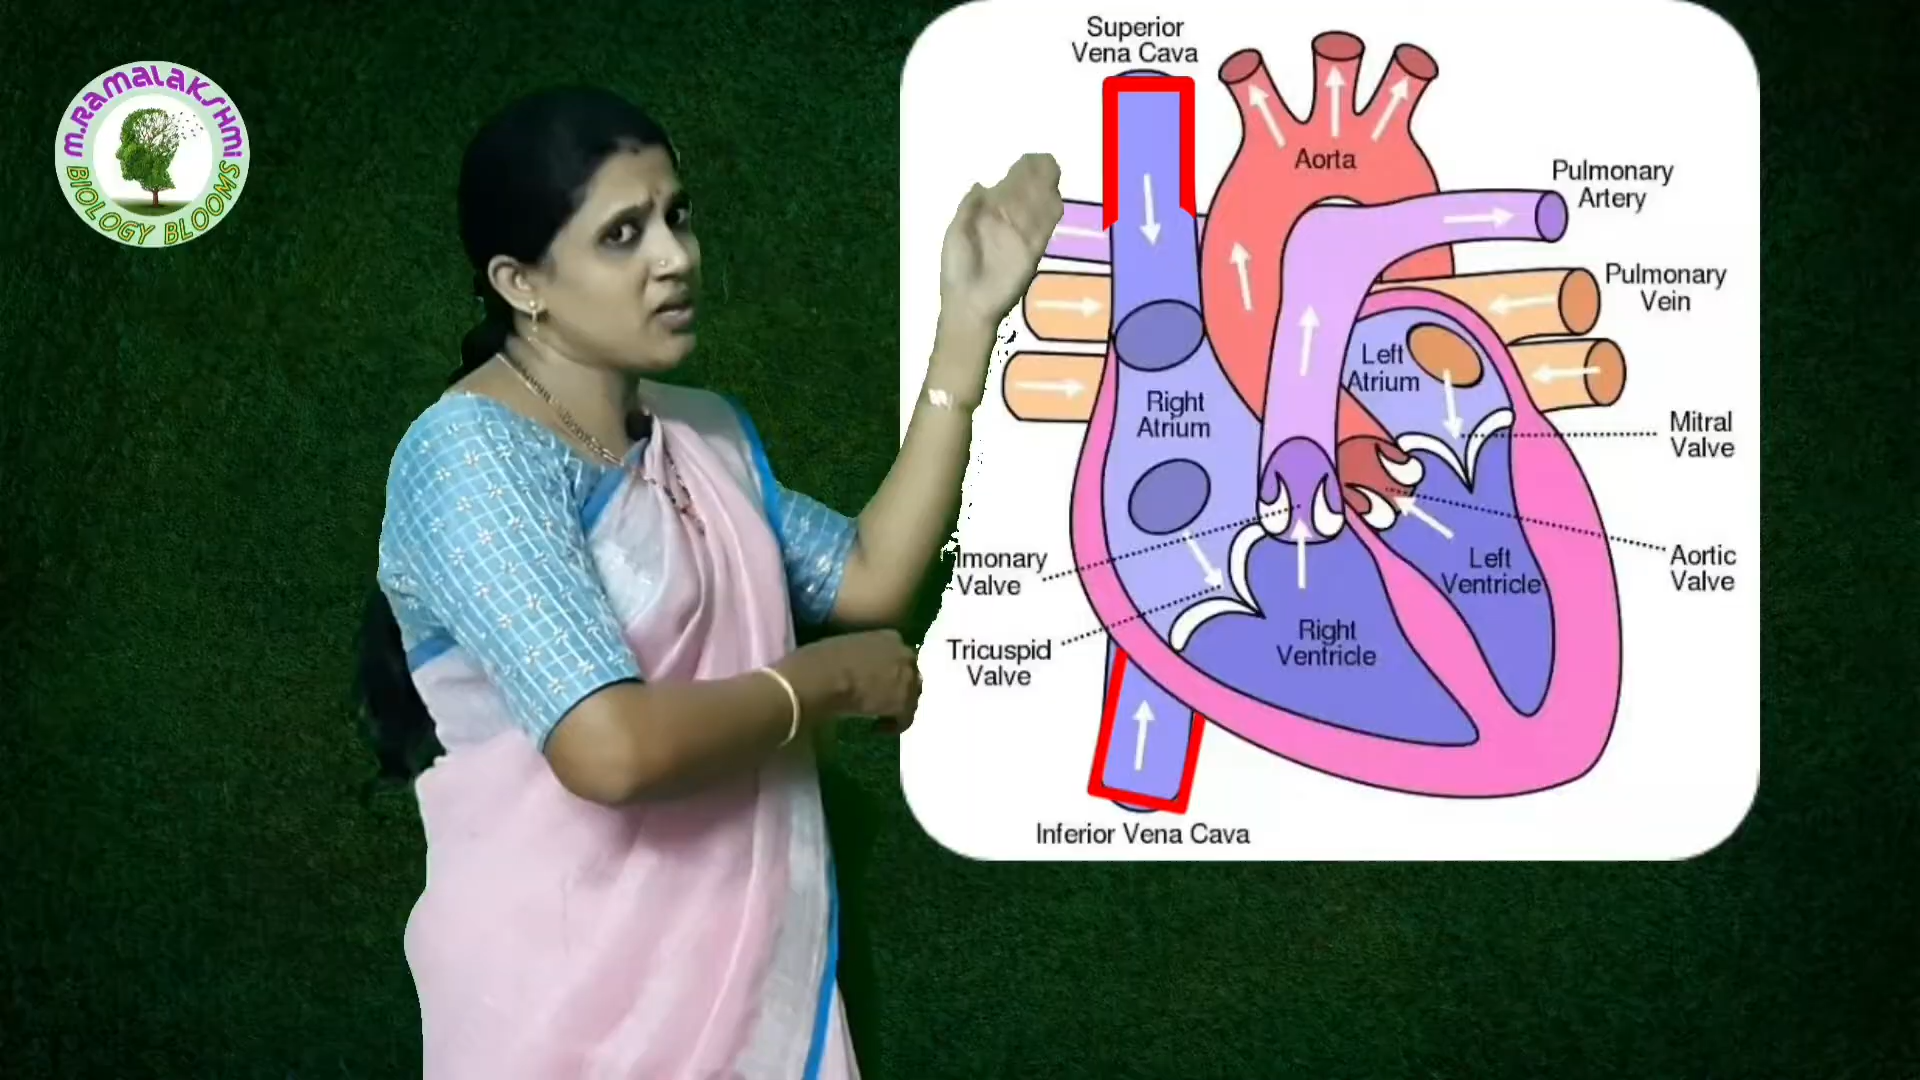 M.RAMALAKSHMI
BIOLOGY BLOOMS
Superior
Vena Cava
Aorta
Pulmonary
Artery
Pulmonary
Vein
Left
Atrium
Right
Atrium
Mitral
Valve
lmonary
Valve
Left
Ventricle
Aortic
Valve
Right
Ventricle
Tricuspid
Valve
Inferior Vena Cava